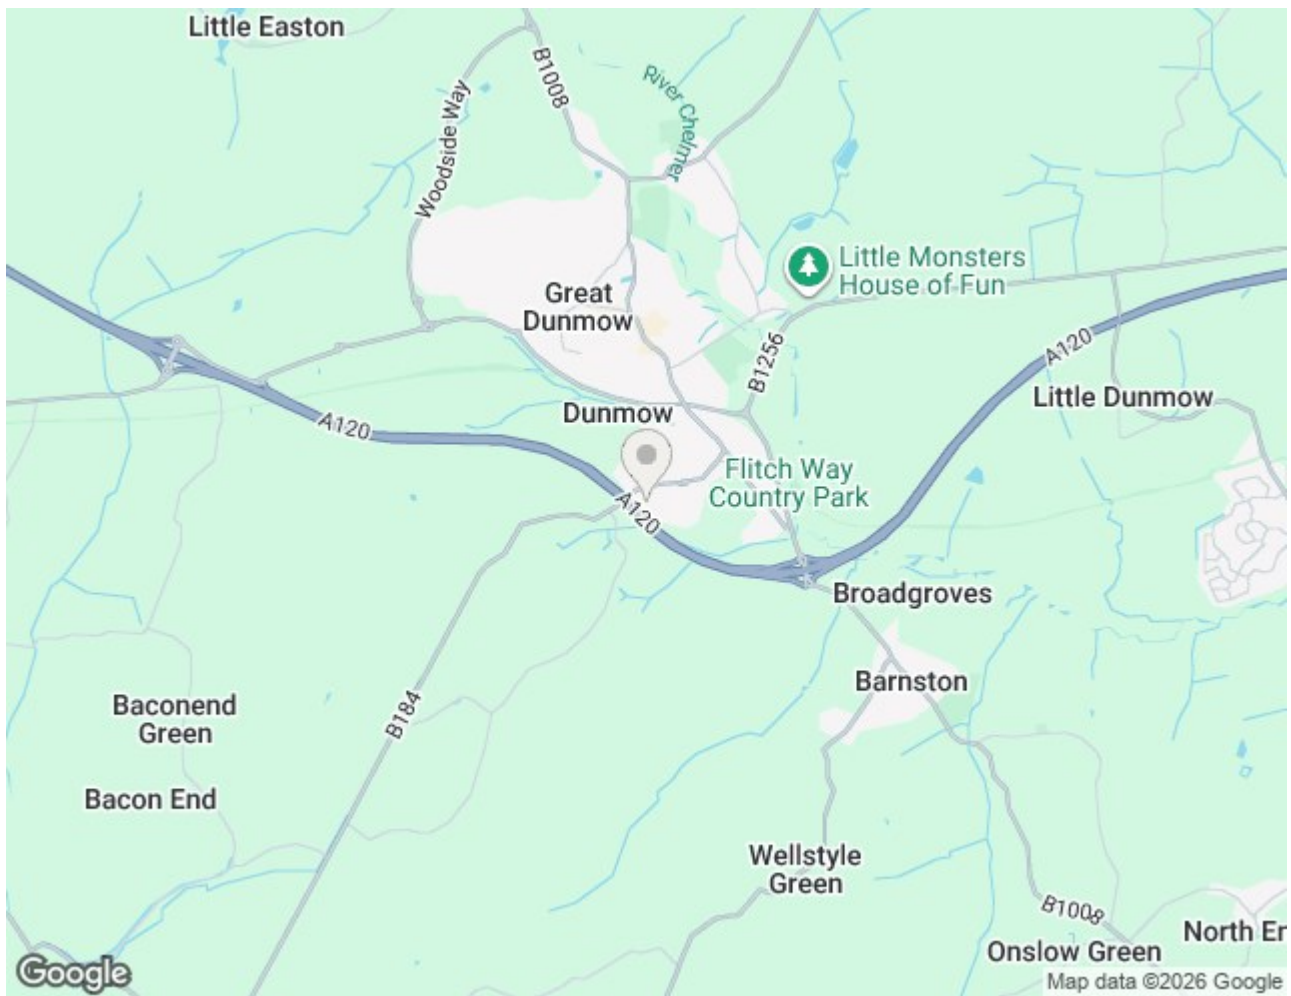 Little Easton
B1008
River Chelmer
Woodside Way
Little Monsters
House of Fun
Great
Dunmow
B1256
A120
Little Dunmow
Dunmow
A120
Flitch Way
Country Park
A120
Broadgroves
Barnston
Baconend
Green
B184
Bacon End
Wellstyle
Green
B1008
North En
Onslow Green
Google
Map data ©2026 Google